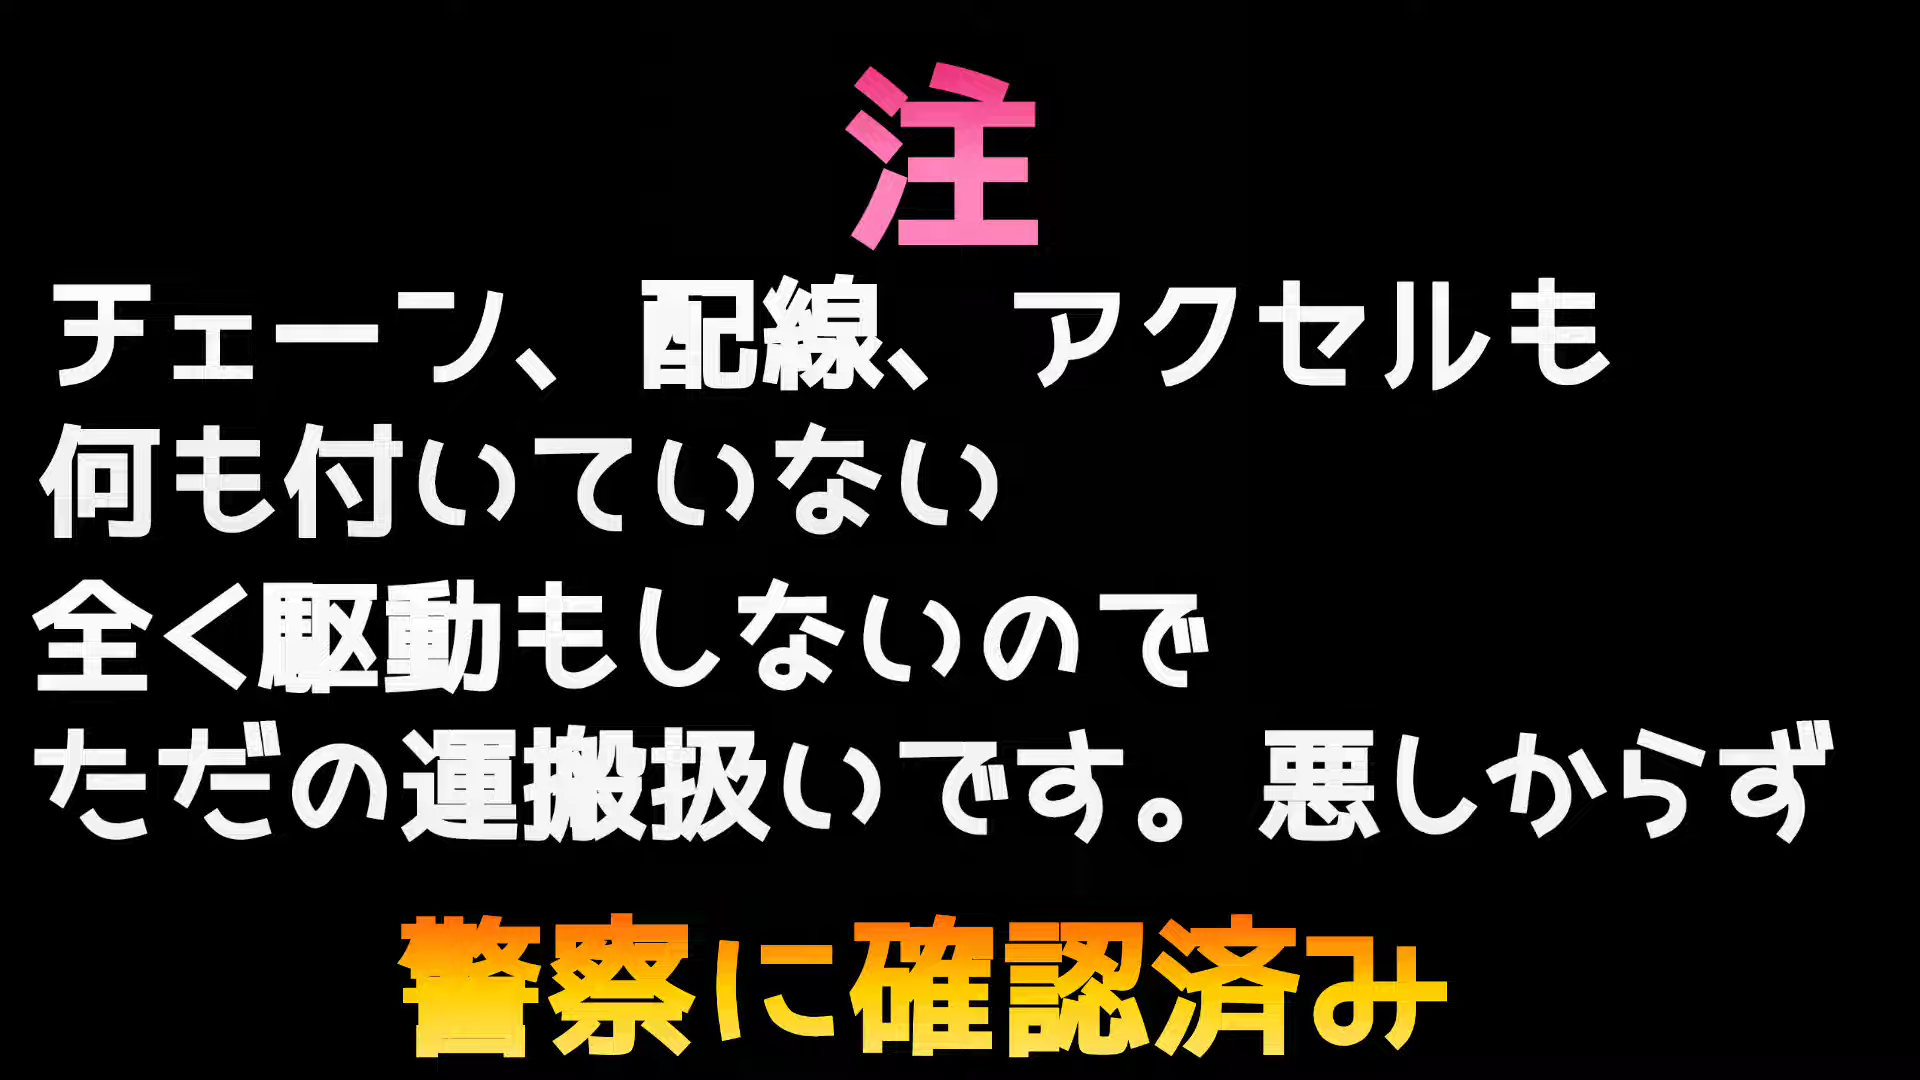 注
チェーン、配線、アクセルも
何も付いていない
全く駆動もしないので
ただの運搬扱いです。悪しからず
警察に確認済み